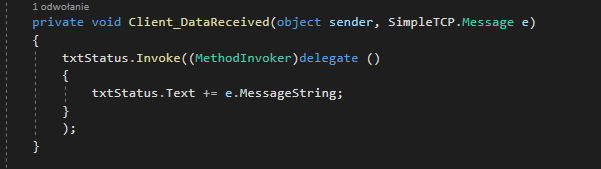 1 odwołanie
private void Client_DataReceived(object sender, SimpleTCP.Message e)
{
txtStatus.Invoke((MethodInvoker)delegate ()
{
txtStatus.Text += e.MessageString;
}
);
}